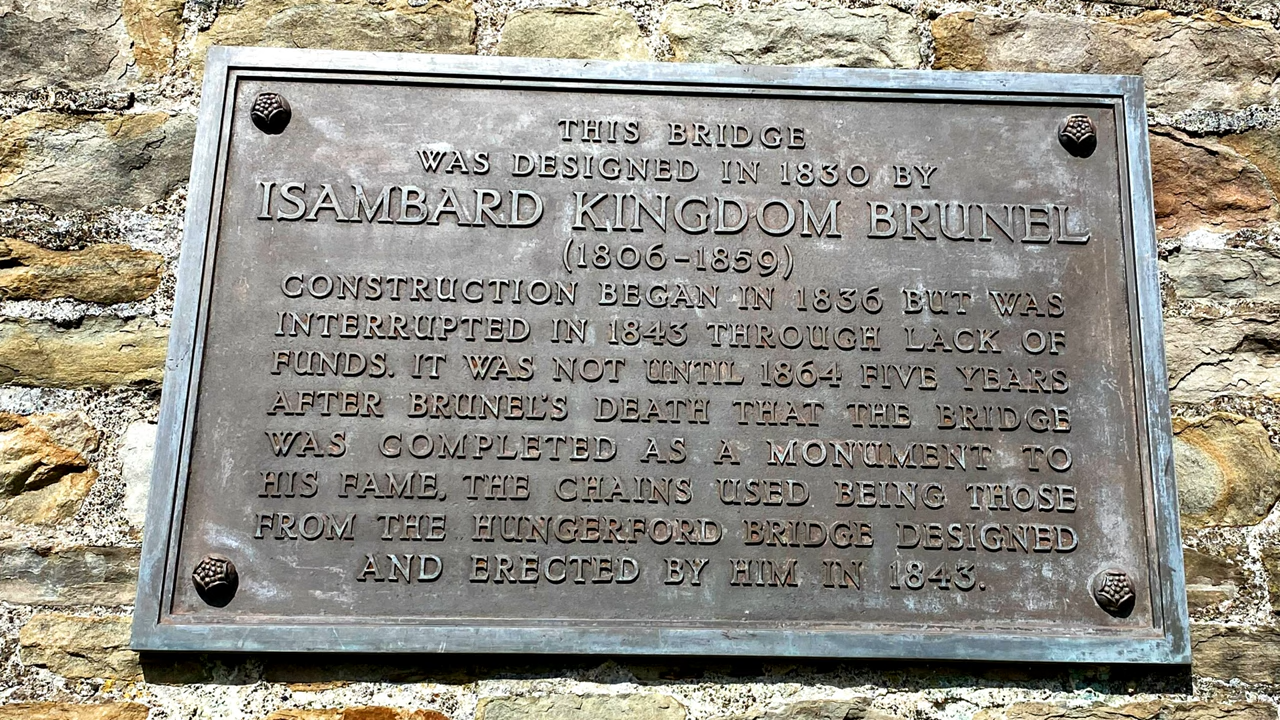 THIS BRIDGE
WAS DESIGNED IN 1830 BY
ISAMBARD KINGDOM BRUNEL
(1806-1859)
CONSTRUCTION BEGAN IN 1836 BUT WAS
INTERRUPTED IN 1843 THROUGH LACK OF
FUNDS. IT WAS NOT UNTIL 1864 FIVE YEARS
AFTER BRUNEL'S DEATH THAT THE BRIDGE
WAS COMPLETED AS A MONUMENT TO
HIS FAME, THE CHAINS USED BEING THOSE
FROM THE HUNGERFORD BRIDGE DESIGNED
AND ERECTED BY HIM IN 1843.